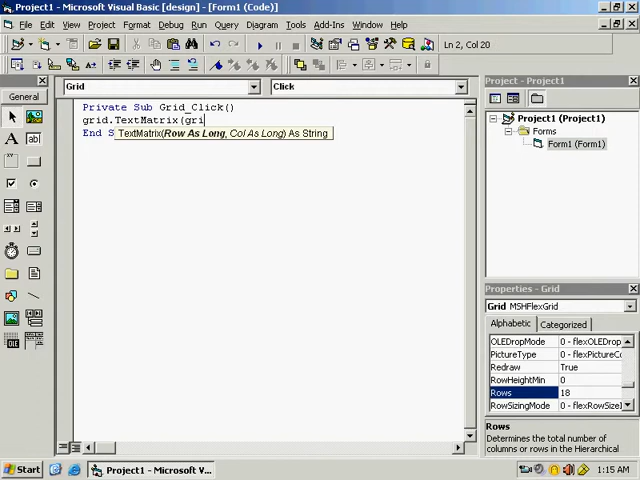 Project1 - Microsoft Visual Basic [design] - [Form1 (Code)]
File Edit View Project Format Debug Run Query Diagram Tools Add-Ins Window Help
Ln 2, Col 20
General
Grid
Click
Private Sub Grid_Click()
grid.TextMatrix(gri
End S
TextMatrix(Row As Long, Col As Long) As String
Project - Project1
Project1 (Project1)
Forms
Form1 (Form1)
Properties - Grid
Grid MSHFlexGrid
Alphabetic Categorized
OLEDropMode 0 - flexOLEDrop
PictureType 0 - flexPictureCo
Redraw True
RowHeightMin 0
Rows 18
RowSizingMode 0 - flexRowSizeI
Rows
Determines the total number of
columns or rows in the Hierarchical
Start
Project1 - Microsoft V...
1:15 AM